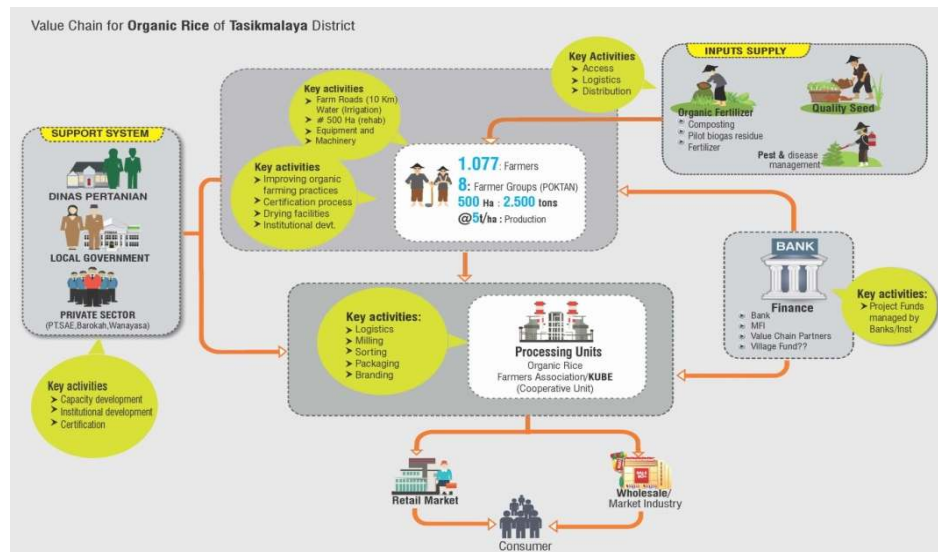 Value Chain for Organic Rice of Tasikmalaya District
Key Activities
Access
Logistics
Distribution
INPUTS SUPPLY
Organic Fertilizer
Composting
Pilot biogas residue
Fertilizer
Quality Seed
Pest & disease
management
Key activities
Farm Roads (10 Km)
Water (Irrigation)
# 500 Ha (rehab)
Equipment and
Machinery
Key activities
Improving organic
farming practices
Certification process
Drying facilities
Institutional devt.
1.077: Farmers
8: Farmer Groups (POKTAN)
500 Ha : 2.500 tons
@5t/ha : Production
SUPPORT SYSTEM
DINAS PERTANIAN
LOCAL GOVERNMENT
PRIVATE SECTOR
(PT.SAE,Barokah,Wanayasa)
Key activities
Capacity development
Institutional development
Certification
BANK
Finance
Bank
MFI
Value Chain Partners
Village Fund??
Key activities:
Project Funds
managed by
Banks/Inst
Key activities:
Logistics
Milling
Sorting
Packaging
Branding
Processing Units
Organic Rice
Farmers Association/KUBE
(Cooperative Unit)
Retail Market
Wholesale/
Market Industry
Consumer